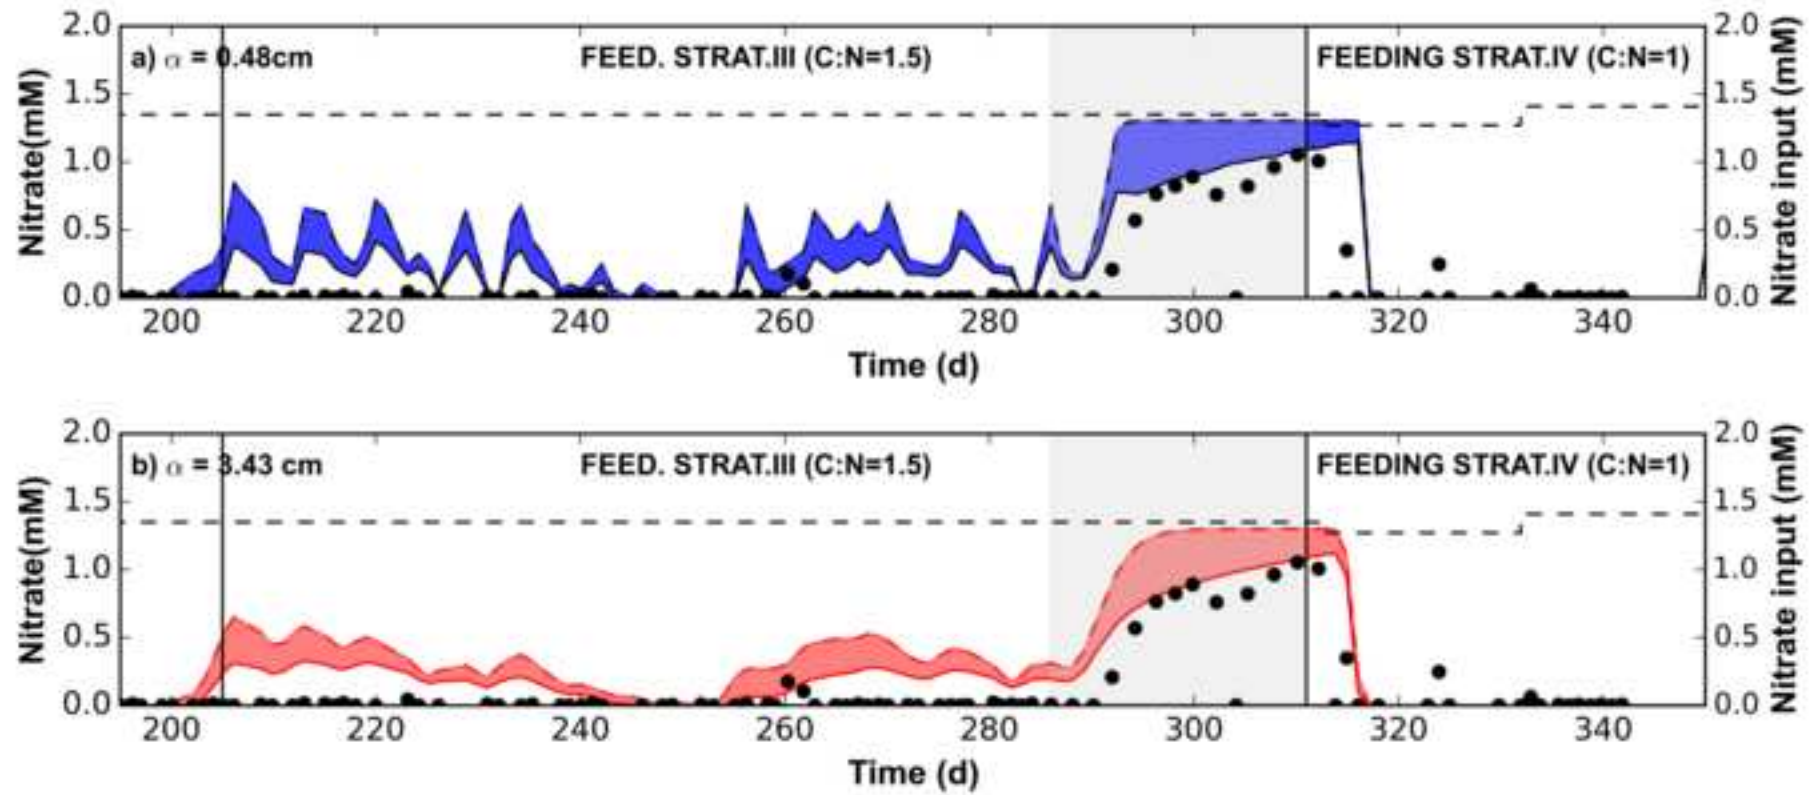 2.0 2.0
a) α = 0.48cm FEED. STRAT.III (C:N=1.5) FEEDING STRAT.IV (C:N=1)
1.5 1.5
1.0 1.0
0.5 0.5
0.0 0.0
Nitrate(mM)
Nitrate input (mM)
200 220 240 260 280 300 320 340
Time (d)
2.0 2.0
b) α = 3.43 cm FEED. STRAT.III (C:N=1.5) FEEDING STRAT.IV (C:N=1)
1.5 1.5
1.0 1.0
0.5 0.5
0.0 0.0
Nitrate(mM)
Nitrate input (mM)
200 220 240 260 280 300 320 340
Time (d)